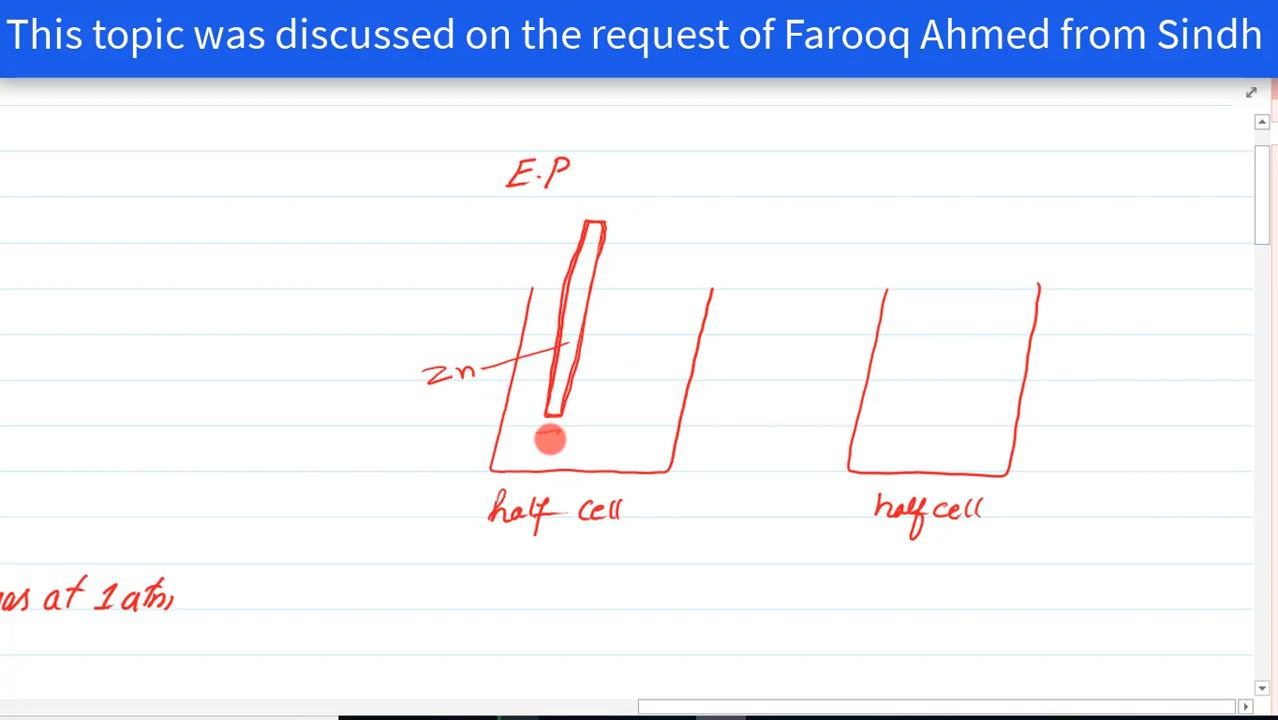 This topic was discussed on the request of Farooq Ahmed from Sindh
E.P
Zn
half cell
half cell
at 1 atm,